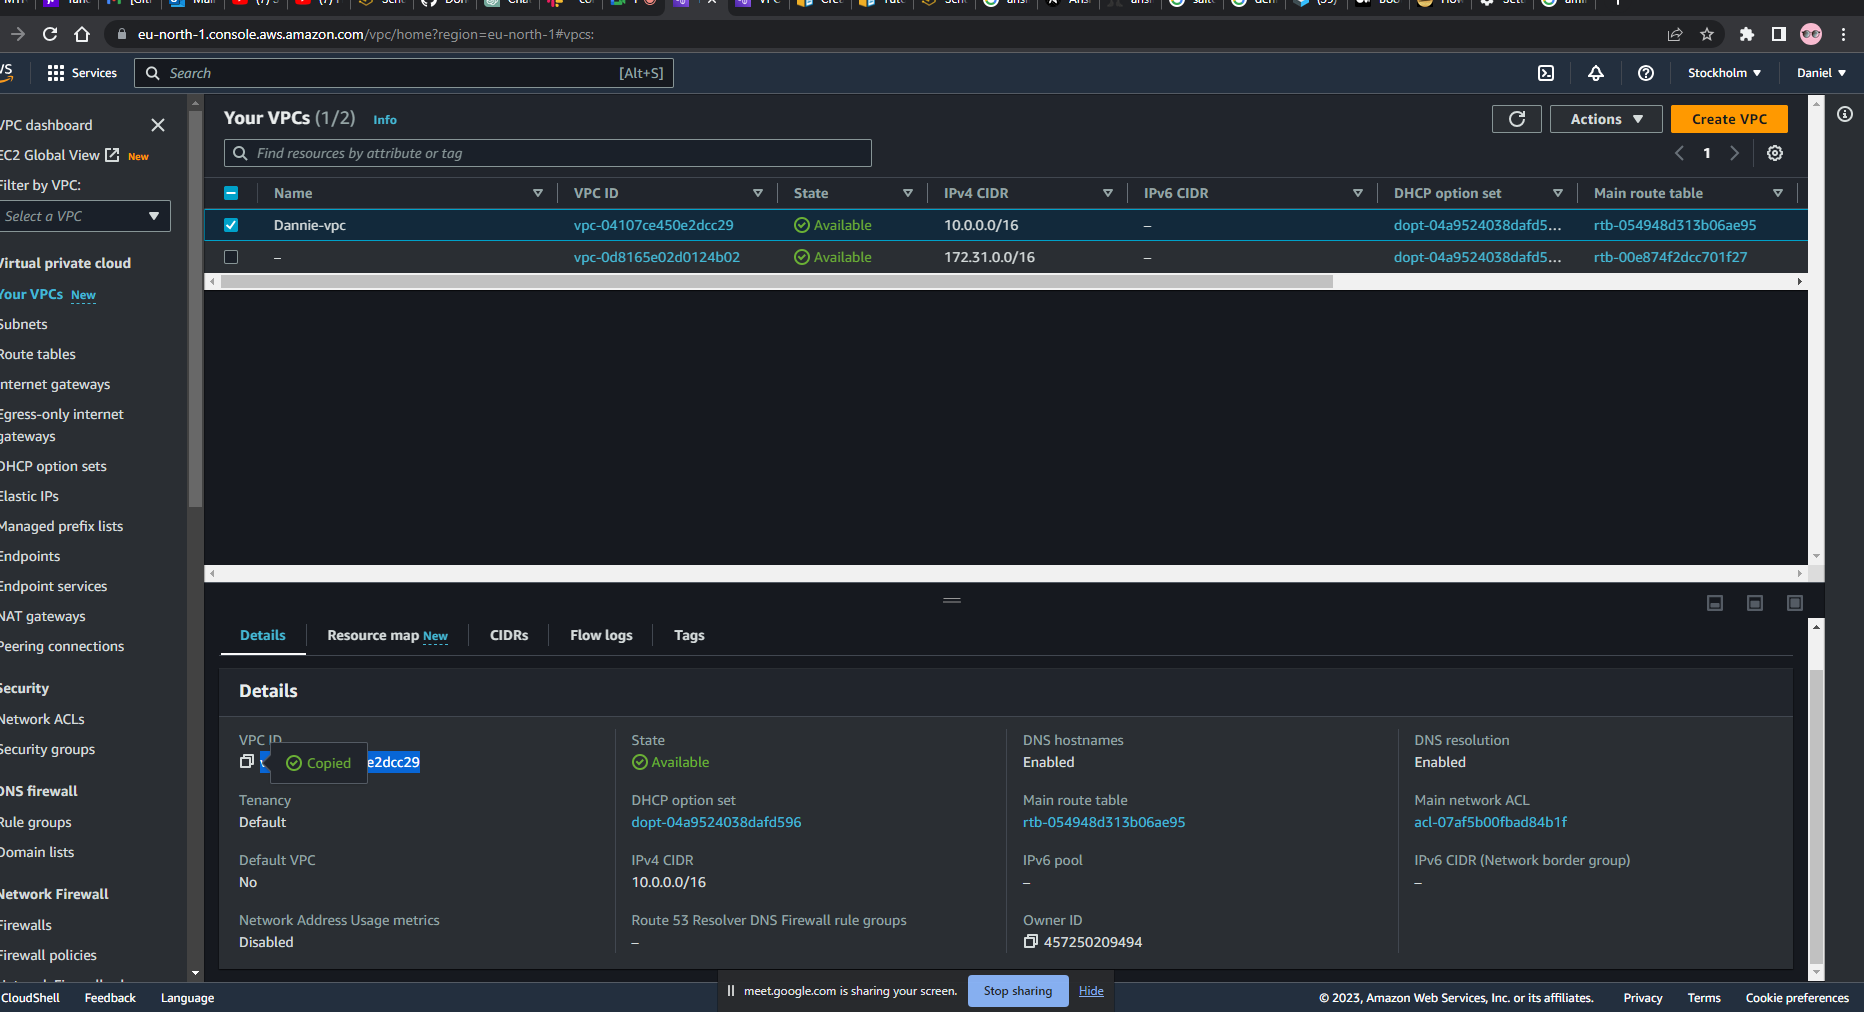 eu-north-1.console.aws.amazon.com/vpc/home?region=eu-north-1#vpcs:
Services
Search
[Alt+S]
Stockholm
Daniel
VPC dashboard
EC2 Global View New
Filter by VPC:
Select a VPC
Virtual private cloud
Your VPCs New
Subnets
Route tables
Internet gateways
Egress-only internet
gateways
DHCP option sets
Elastic IPs
Managed prefix lists
Endpoints
Endpoint services
NAT gateways
Peering connections
Security
Network ACLs
Security groups
DNS firewall
Rule groups
Domain lists
Network Firewall
Firewalls
Firewall policies
Your VPCs (1/2) Info
Actions
Create VPC
Find resources by attribute or tag
1
Name VPC ID State IPv4 CIDR IPv6 CIDR DHCP option set Main route table
Dannie-vpc vpc-04107ce450e2dcc29 Available 10.0.0.0/16 – dopt-04a9524038dafd5... rtb-054948d313b06ae95
– vpc-0d8165e02d0124b02 Available 172.31.0.0/16 – dopt-04a9524038dafd5... rtb-00e874f2dcc701f27
Details Resource map New CIDRs Flow logs Tags
Details
VPC ID
Copied e2dcc29
State
Available
DNS hostnames
Enabled
DNS resolution
Enabled
Tenancy
Default
DHCP option set
dopt-04a9524038dafd596
Main route table
rtb-054948d313b06ae95
Main network ACL
acl-07af5b00fbad84b1f
Default VPC
No
IPv4 CIDR
10.0.0.0/16
IPv6 pool
–
IPv6 CIDR (Network border group)
–
Network Address Usage metrics
Disabled
Route 53 Resolver DNS Firewall rule groups
–
Owner ID
457250209494
meet.google.com is sharing your screen. Stop sharing Hide
CloudShell Feedback Language
© 2023, Amazon Web Services, Inc. or its affiliates. Privacy Terms Cookie preferences